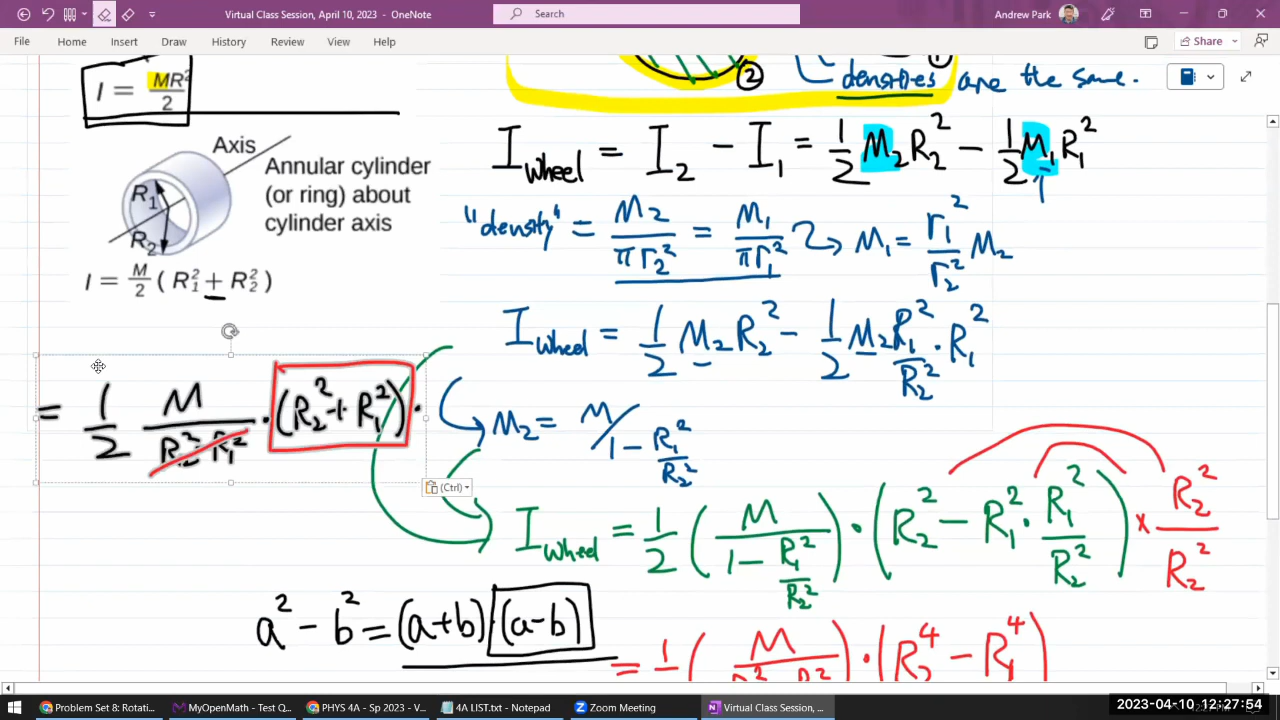 Virtual Class Session, April 10, 2023 - OneNote
Search
Andrew Park
File Home Insert Draw History Review View Help
Share
I = MR²/2
②
①
densities are the same.
I_wheel = I₂ - I₁ = 1/2 M₂R₂² - 1/2 M₁R₁²
Axis
Annular cylinder
(or ring) about
cylinder axis
R₁
R₂
I = M/2 (R₁² + R₂²)
"density" = M₂/πr₂² = M₁/πr₁² → M₁ = r₁²/r₂² M₂
I_wheel = 1/2 M₂R₂² - 1/2 M₂ R₁²/R₂² · R₁²
= 1/2 M/(R₂² - R₁²) · (R₂² + R₁²) ·
M₂ = M/(1 - R₁²/R₂²)
(Ctrl)
I_wheel = 1/2 (M/(1 - R₁²/R₂²)) · (R₂² - R₁² · R₁²/R₂²) × R₂²/R₂²
a² - b² = (a+b)(a-b)
= 1/2 (M/(R₂² - R₁²)) · (R₂⁴ - R₁⁴)
Problem Set & Rotati...
MyOpenMath - Test Q...
PHYS 4A - Sp 2023 - V...
4A LIST.txt - Notepad
Zoom Meeting
Virtual Class Session,...
2023-04-10 12:27:54